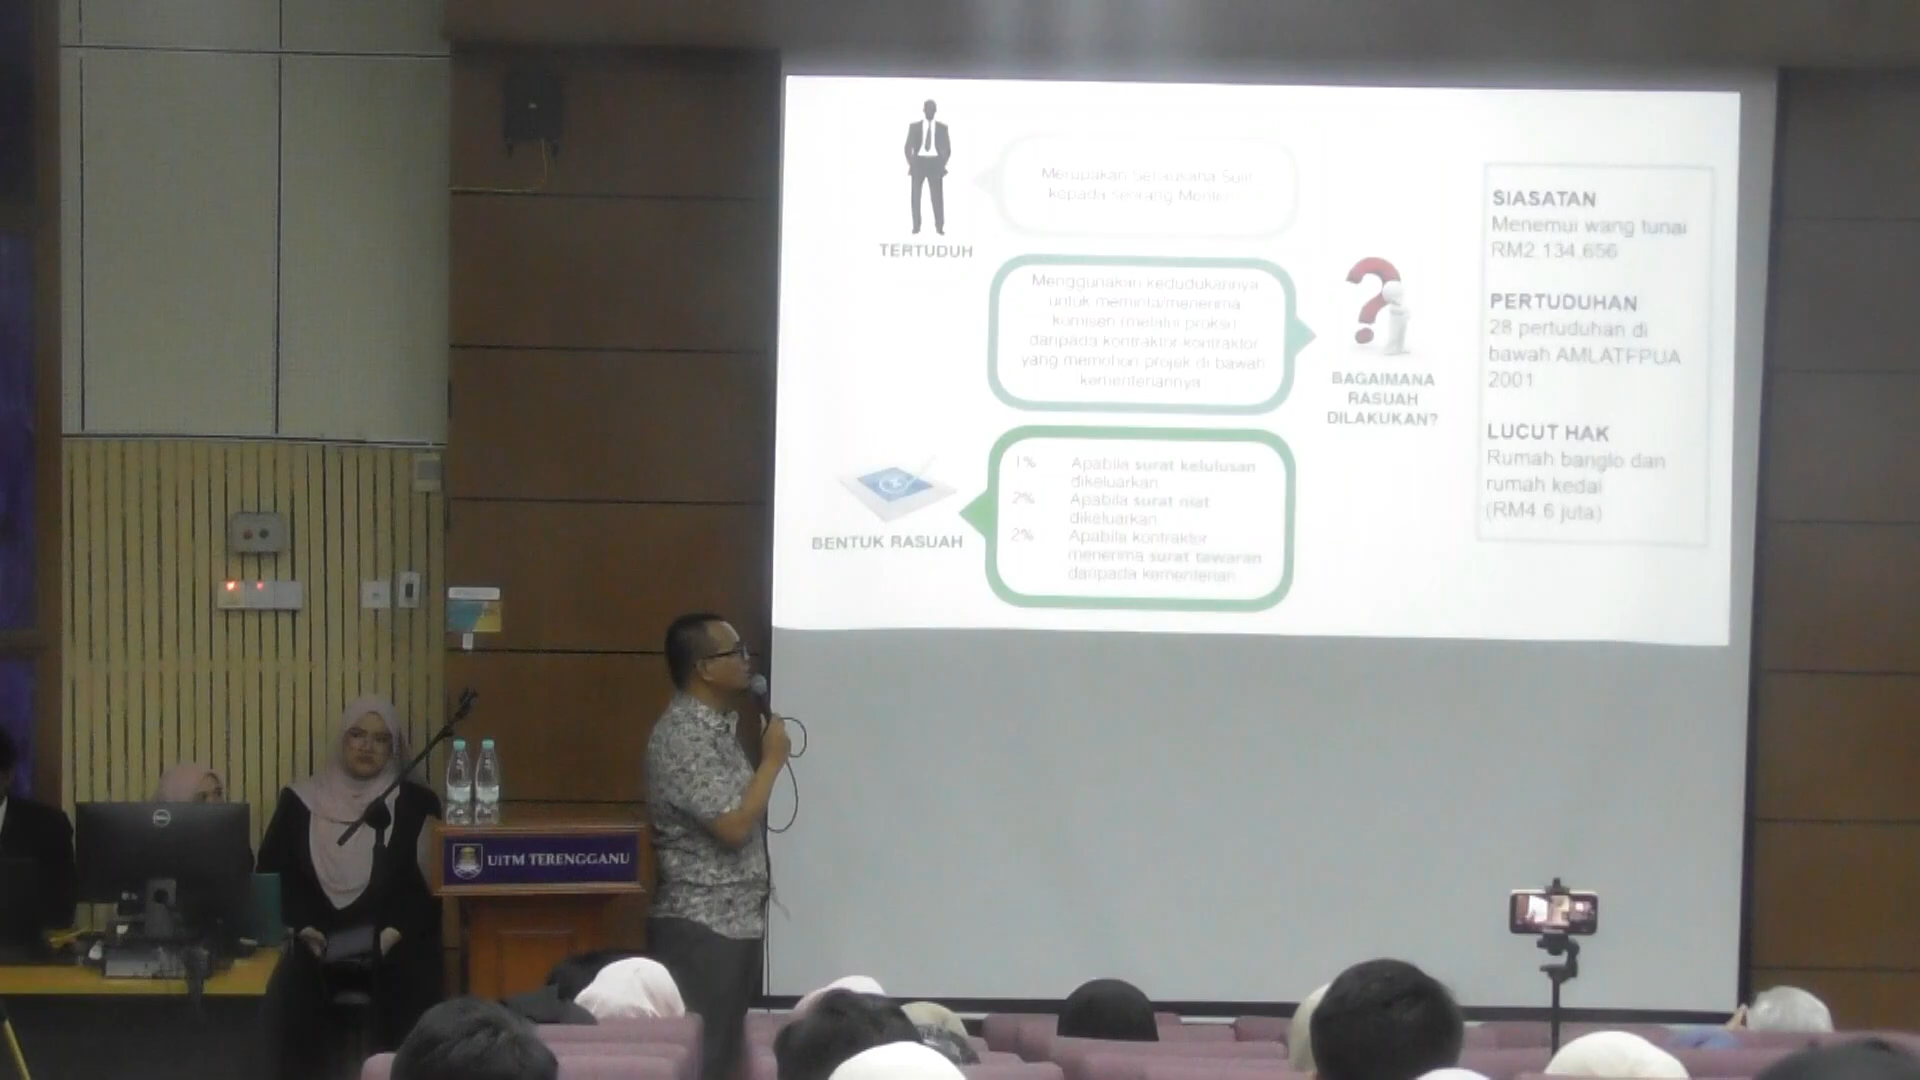 Merupakan Setiausaha Sulit
kepada seorang Menteri
TERTUDUH
Menggunakan kedudukannya
untuk meminta/menerima
komisen (melalui proksi)
daripada kontraktor-kontraktor
yang memohon projek di bawah
kementeriannya
BAGAIMANA
RASUAH
DILAKUKAN?
1% Apabila surat kelulusan
dikeluarkan
2% Apabila surat niat
dikeluarkan
2% Apabila kontraktor
menerima surat tawaran
daripada kementerian
BENTUK RASUAH
SIASATAN
Menemui wang tunai
RM2.134.656
PERTUDUHAN
28 pertuduhan di
bawah AMLATFPUA
2001
LUCUT HAK
Rumah banglo dan
rumah kedai
(RM4.6 juta)
UiTM TERENGGANU
DELL